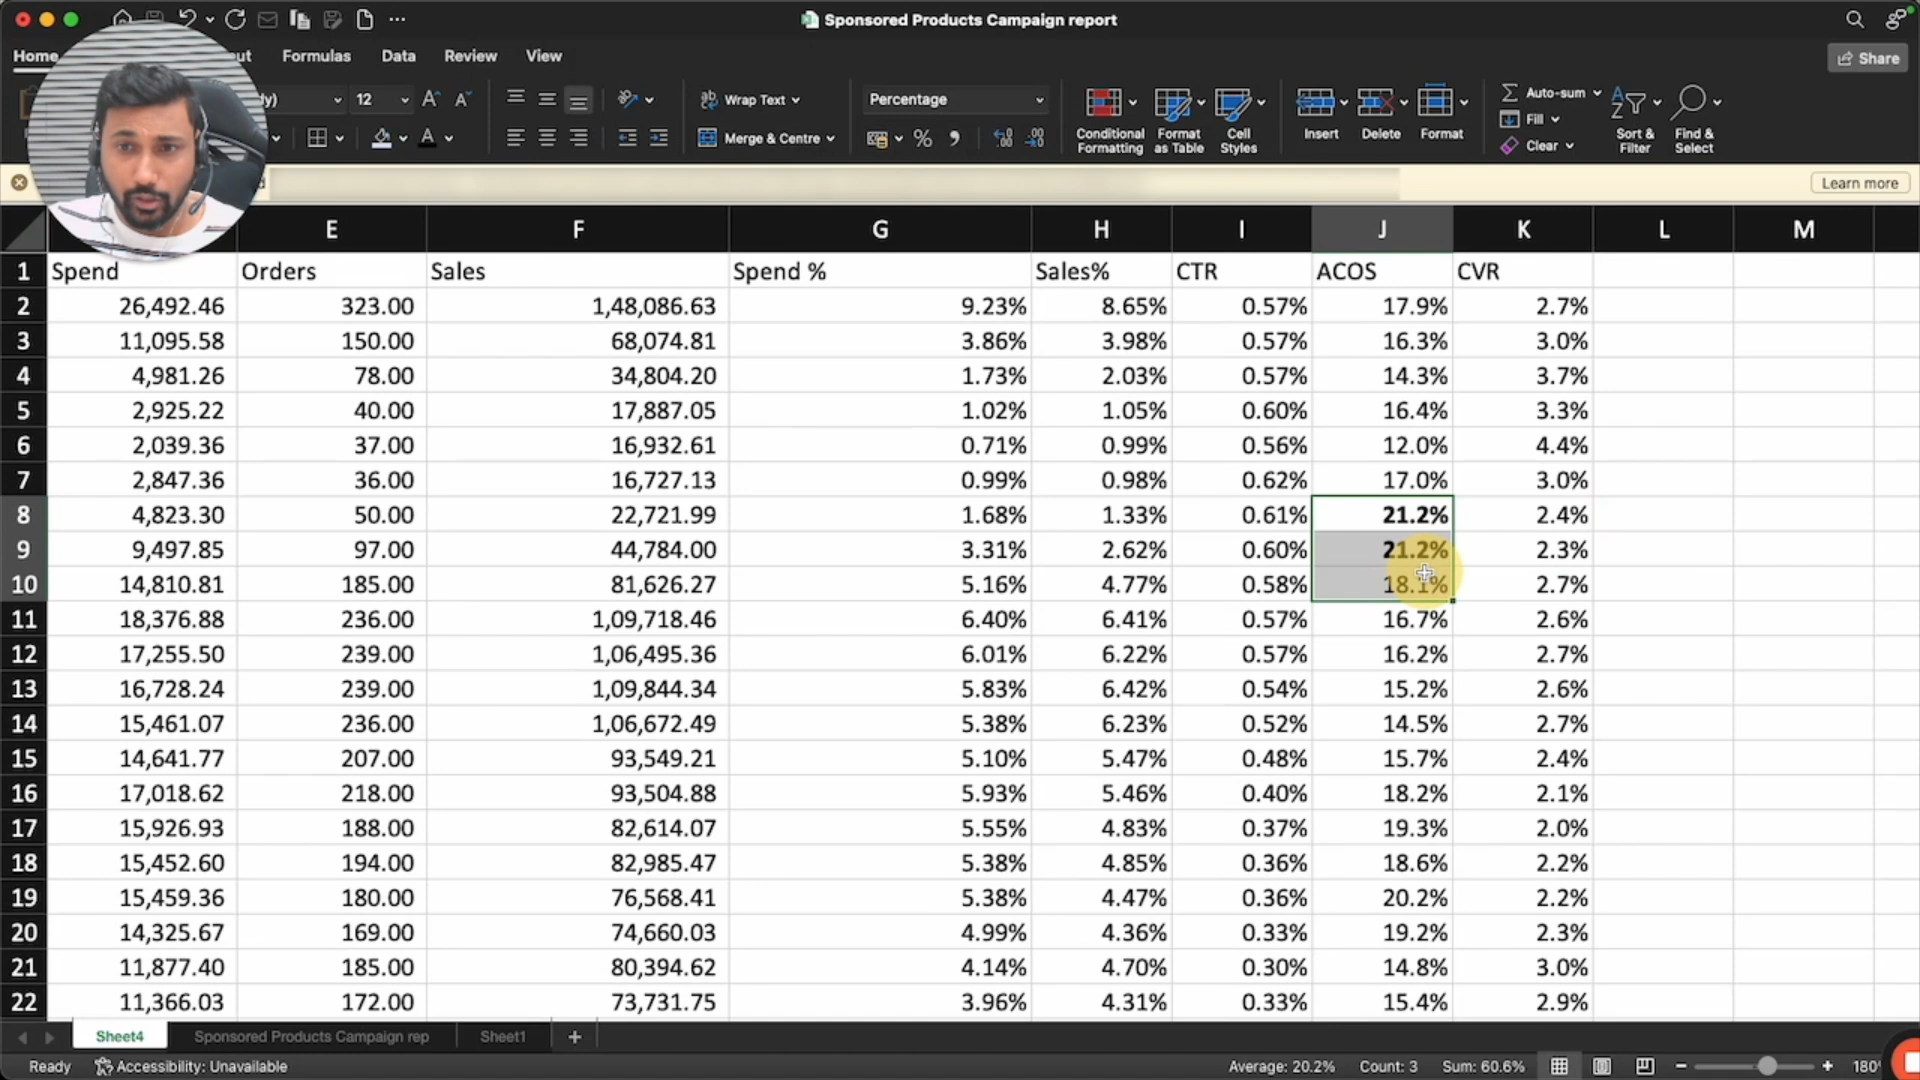 Sponsored Products Campaign report
Home
out
Formulas
Data
Review
View
Share
dy)
12
Wrap Text
Merge & Centre
Percentage
Conditional Formatting
Format as Table
Cell Styles
Insert
Delete
Format
Auto-sum
Fill
Clear
Sort & Filter
Find & Select
Learn more
E F G H I J K L M
1 Spend Orders Sales Spend % Sales% CTR ACOS CVR
2 26,492.46 323.00 1,48,086.63 9.23% 8.65% 0.57% 17.9% 2.7%
3 11,095.58 150.00 68,074.81 3.86% 3.98% 0.57% 16.3% 3.0%
4 4,981.26 78.00 34,804.20 1.73% 2.03% 0.57% 14.3% 3.7%
5 2,925.22 40.00 17,887.05 1.02% 1.05% 0.60% 16.4% 3.3%
6 2,039.36 37.00 16,932.61 0.71% 0.99% 0.56% 12.0% 4.4%
7 2,847.36 36.00 16,727.13 0.99% 0.98% 0.62% 17.0% 3.0%
8 4,823.30 50.00 22,721.99 1.68% 1.33% 0.61% 21.2% 2.4%
9 9,497.85 97.00 44,784.00 3.31% 2.62% 0.60% 21.2% 2.3%
10 14,810.81 185.00 81,626.27 5.16% 4.77% 0.58% 18.1% 2.7%
11 18,376.88 236.00 1,09,718.46 6.40% 6.41% 0.57% 16.7% 2.6%
12 17,255.50 239.00 1,06,495.36 6.01% 6.22% 0.57% 16.2% 2.7%
13 16,728.24 239.00 1,09,844.34 5.83% 6.42% 0.54% 15.2% 2.6%
14 15,461.07 236.00 1,06,672.49 5.38% 6.23% 0.52% 14.5% 2.7%
15 14,641.77 207.00 93,549.21 5.10% 5.47% 0.48% 15.7% 2.4%
16 17,018.62 218.00 93,504.88 5.93% 5.46% 0.40% 18.2% 2.1%
17 15,926.93 188.00 82,614.07 5.55% 4.83% 0.37% 19.3% 2.0%
18 15,452.60 194.00 82,985.47 5.38% 4.85% 0.36% 18.6% 2.2%
19 15,459.36 180.00 76,568.41 5.38% 4.47% 0.36% 20.2% 2.2%
20 14,325.67 169.00 74,660.03 4.99% 4.36% 0.33% 19.2% 2.3%
21 11,877.40 185.00 80,394.62 4.14% 4.70% 0.30% 14.8% 3.0%
22 11,366.03 172.00 73,731.75 3.96% 4.31% 0.33% 15.4% 2.9%
Sheet4 Sponsored Products Campaign rep Sheet1
Ready Accessibility: Unavailable Average: 20.2% Count: 3 Sum: 60.6% 180